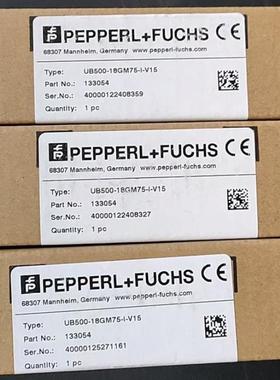 PEPPERL+FUCHS CE
68307 Mannheim, Germany www.pepperl-fuchs.com
Type: UB500-18GM75-I-V15
Part No.: 133054
Ser.No.: 40000122408359
Quantity: 1 pc
PEPPERL+FUCHS CE
68307 Mannheim, Germany www.pepperl-fuchs.com
Type: UB500-18GM75-I-V15
Part No.: 133054
Ser.No.: 40000122408327
Quantity: 1 pc
PEPPERL+FUCHS CE
68307 Mannheim, Germany www.pepperl-fuchs.com
Type: UB500-18GM75-I-V15
Part No.: 133054
Ser.No.: 40000125271161
Quantity: 1 pc